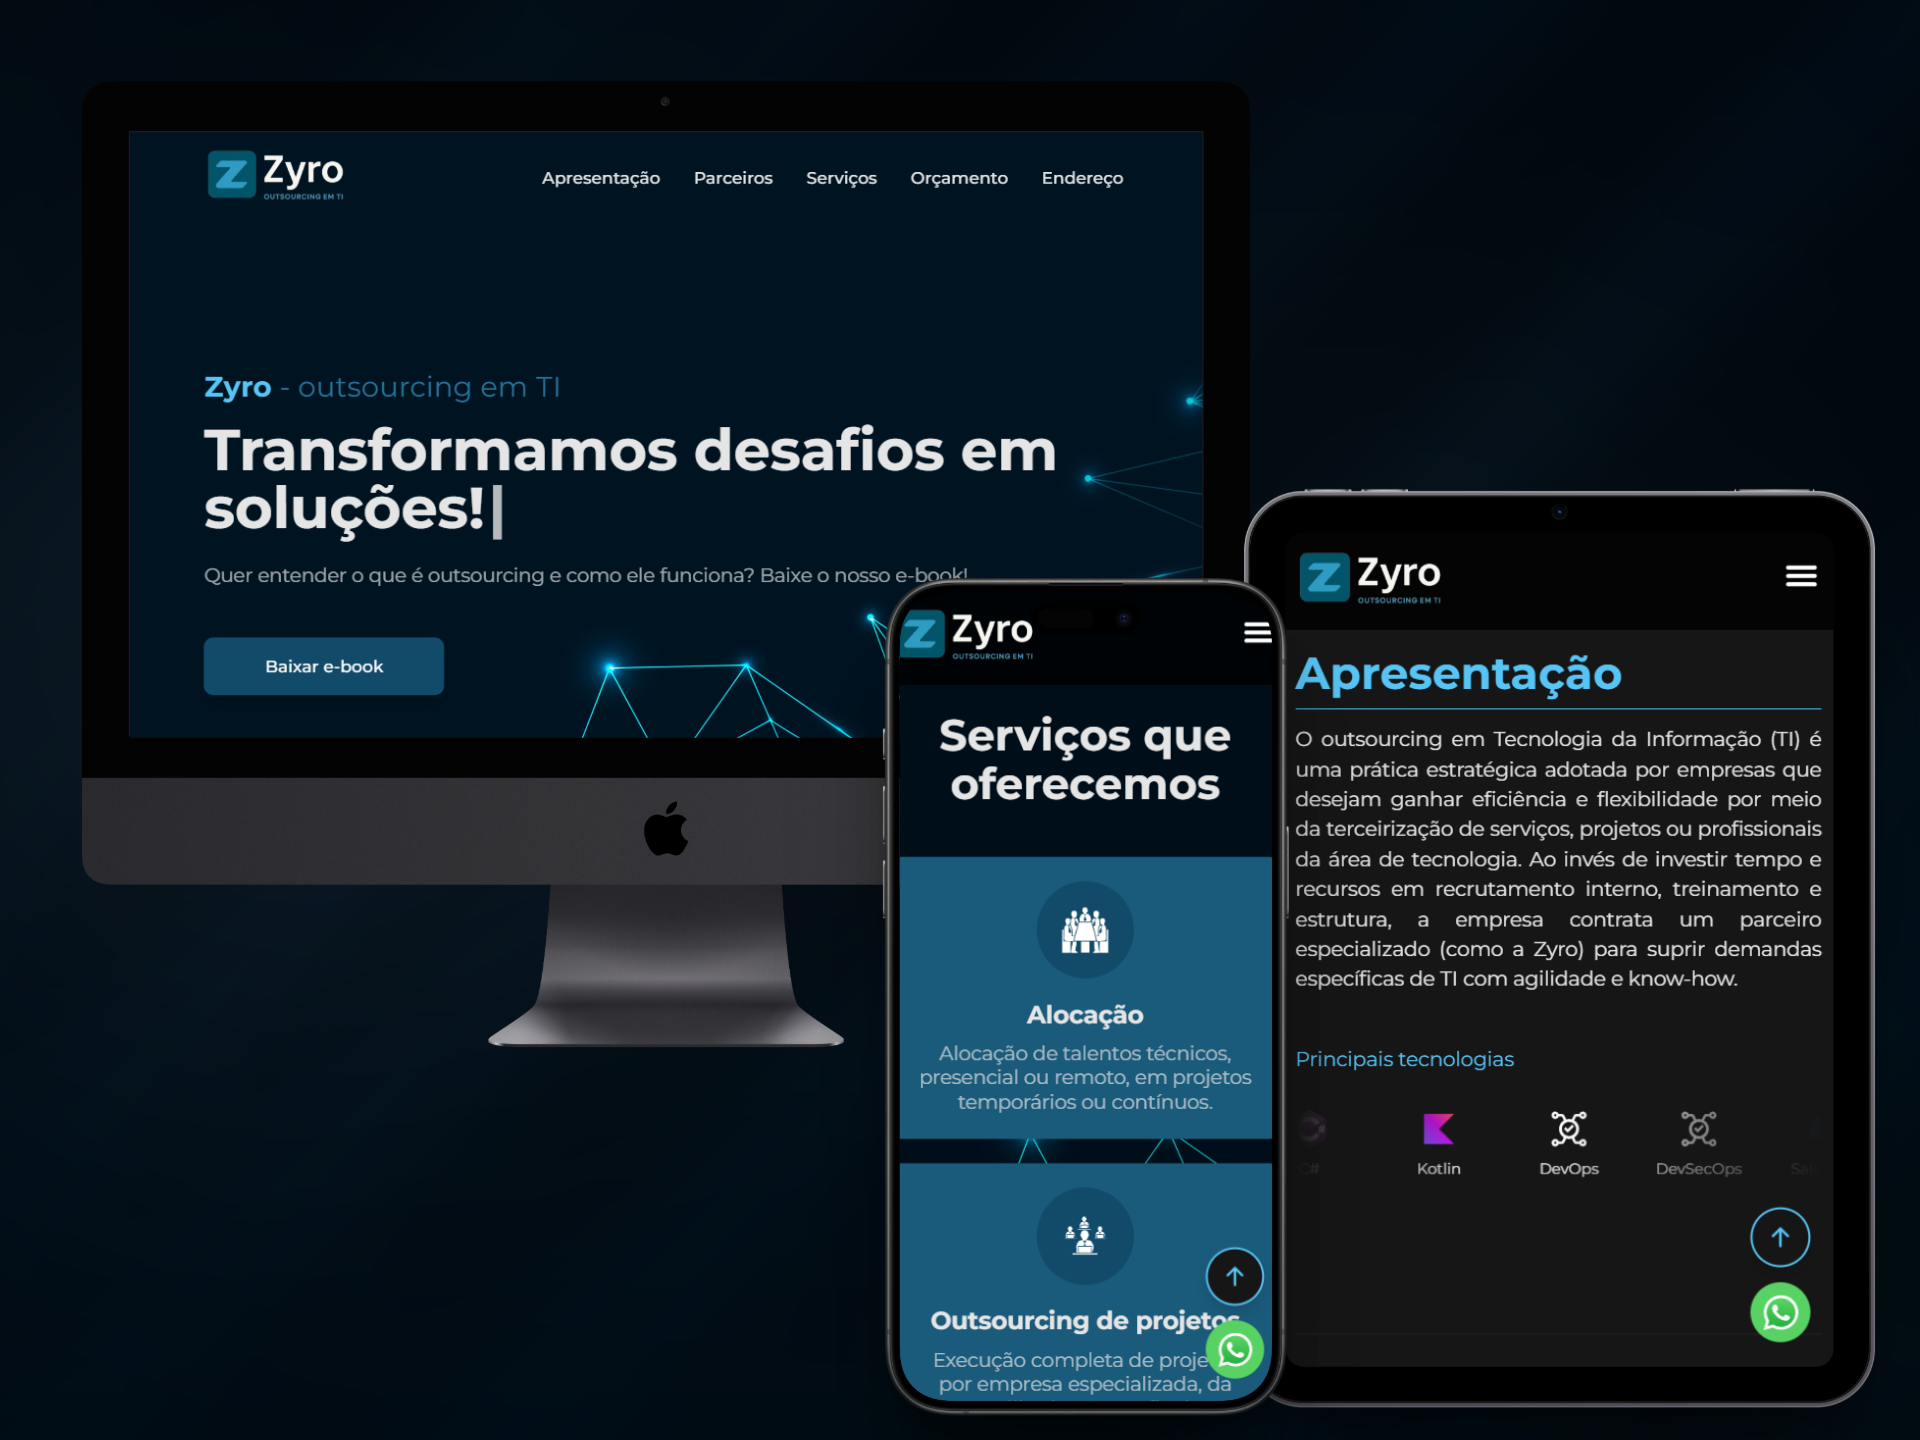 Zyro
OUTSOURCING EM TI
Apresentação
Parceiros
Serviços
Orçamento
Endereço
Zyro - outsourcing em TI
Transformamos desafios em
soluções!|
Quer entender o que é outsourcing e como ele funciona? Baixe o nosso e-book!
Baixar e-book
Zyro
OUTSOURCING EM TI
Serviços que
oferecemos
Alocação
Alocação de talentos técnicos,
presencial ou remoto, em projetos
temporários ou contínuos.
Outsourcing de projetos
Execução completa de proje
por empresa especializada, da
Zyro
OUTSOURCING EM TI
Apresentação
O outsourcing em Tecnologia da Informação (TI) é
uma prática estratégica adotada por empresas que
desejam ganhar eficiência e flexibilidade por meio
da terceirização de serviços, projetos ou profissionais
da área de tecnologia. Ao invés de investir tempo e
recursos em recrutamento interno, treinamento e
estrutura, a empresa contrata um parceiro
especializado (como a Zyro) para suprir demandas
específicas de TI com agilidade e know-how.
Principais tecnologias
C#
Kotlin
DevOps
DevSecOps